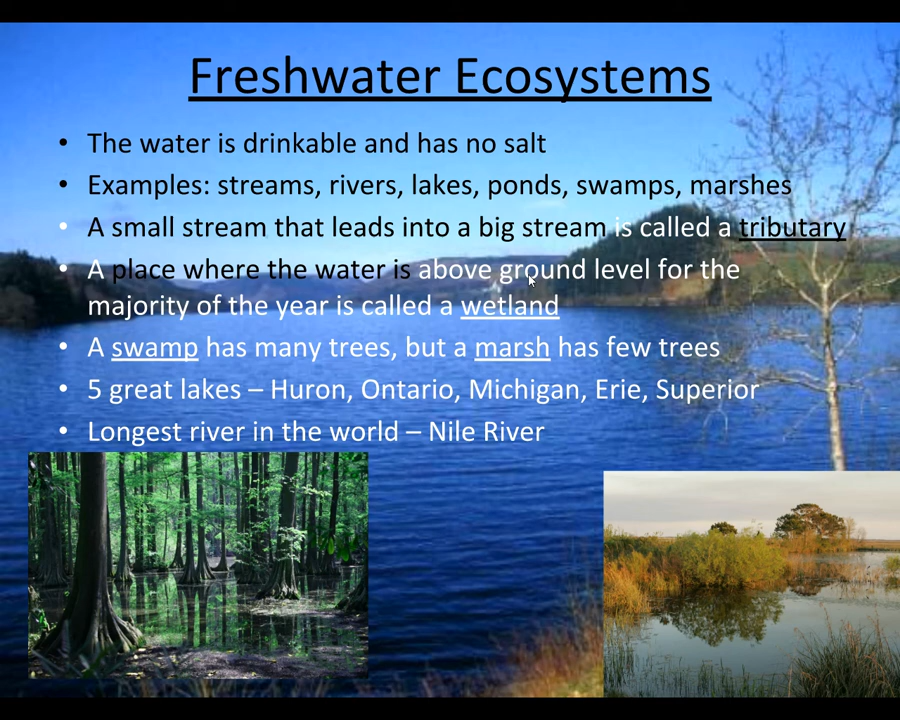 Freshwater Ecosystems
• The water is drinkable and has no salt
• Examples: streams, rivers, lakes, ponds, swamps, marshes
• A small stream that leads into a big stream is called a tributary
• A place where the water is above ground level for the
majority of the year is called a wetland
• A swamp has many trees, but a marsh has few trees
• 5 great lakes – Huron, Ontario, Michigan, Erie, Superior
• Longest river in the world – Nile River